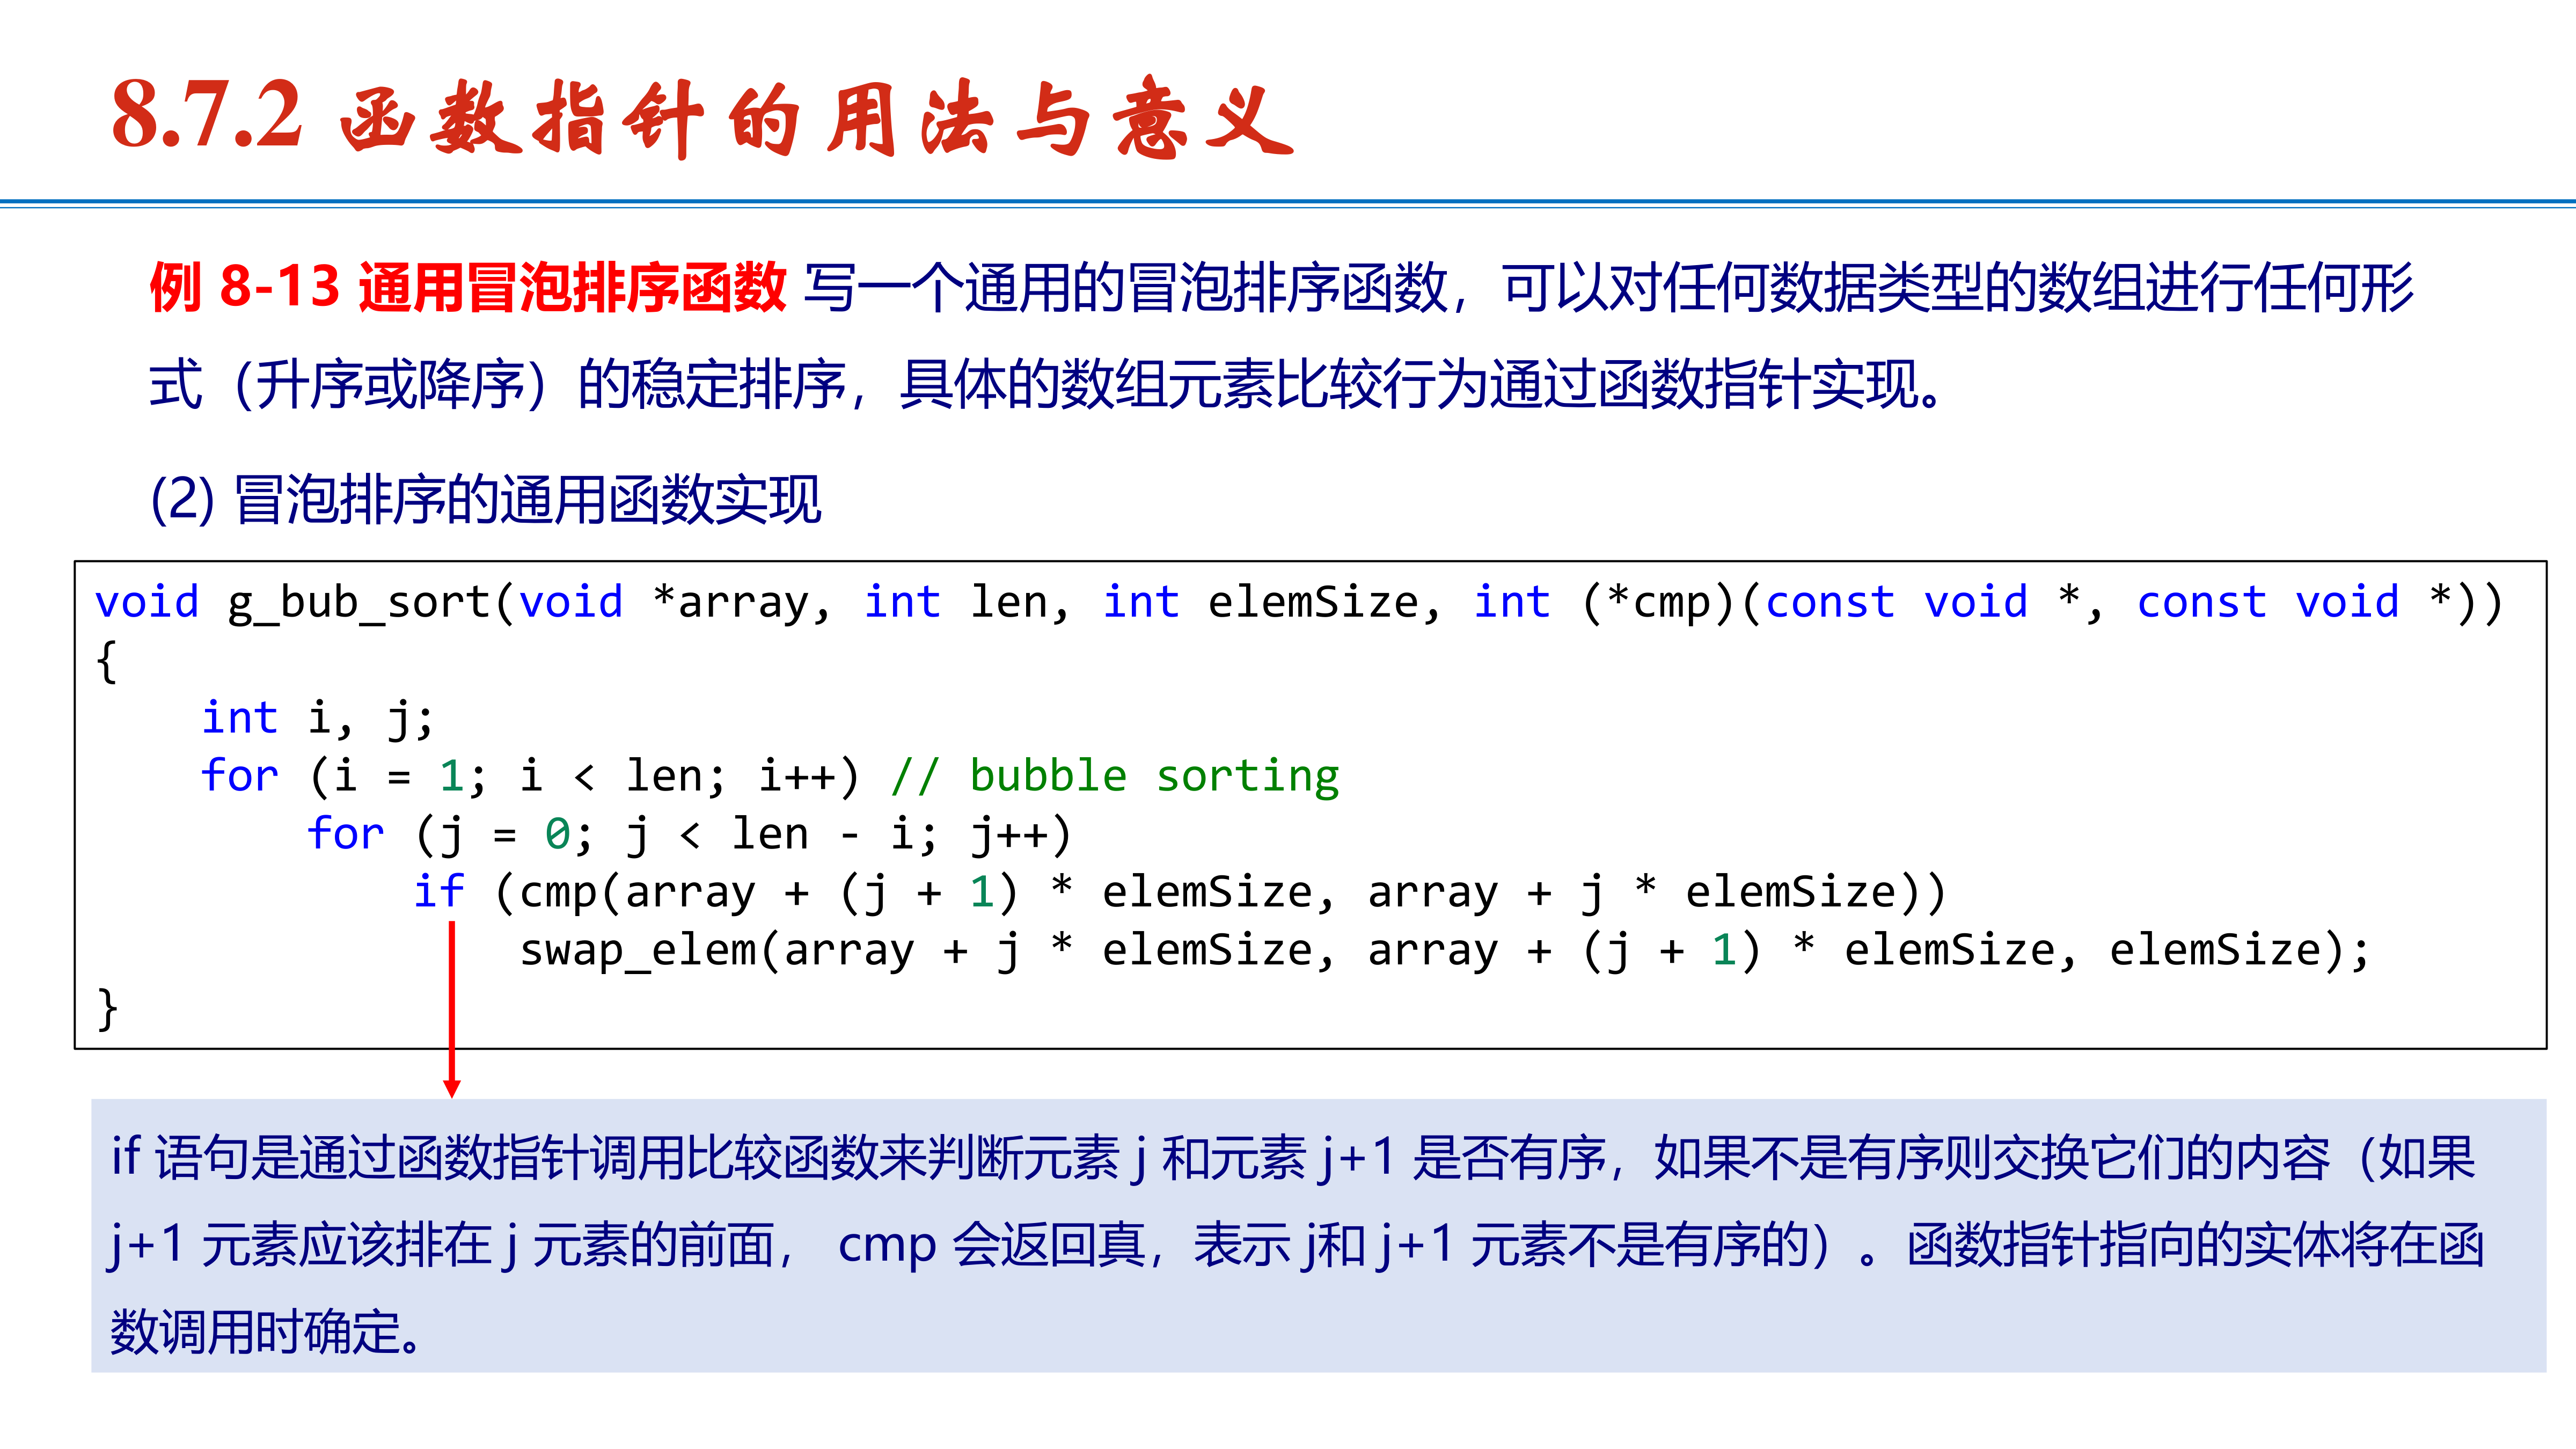 8.7.2 函数指针的用法与意义
例 8-13 通用冒泡排序函数 写一个通用的冒泡排序函数，可以对任何数据类型的数组进行任何形
式（升序或降序）的稳定排序，具体的数组元素比较行为通过函数指针实现。
(2) 冒泡排序的通用函数实现
void g_bub_sort(void *array, int len, int elemSize, int (*cmp)(const void *, const void *))
{
    int i, j;
    for (i = 1; i < len; i++) // bubble sorting
        for (j = 0; j < len - i; j++)
            if (cmp(array + (j + 1) * elemSize, array + j * elemSize))
                swap_elem(array + j * elemSize, array + (j + 1) * elemSize, elemSize);
}
if 语句是通过函数指针调用比较函数来判断元素 j 和元素 j+1 是否有序，如果不是有序则交换它们的内容（如果
j+1 元素应该排在 j 元素的前面， cmp 会返回真，表示 j和 j+1 元素不是有序的）。函数指针指向的实体将在函
数调用时确定。